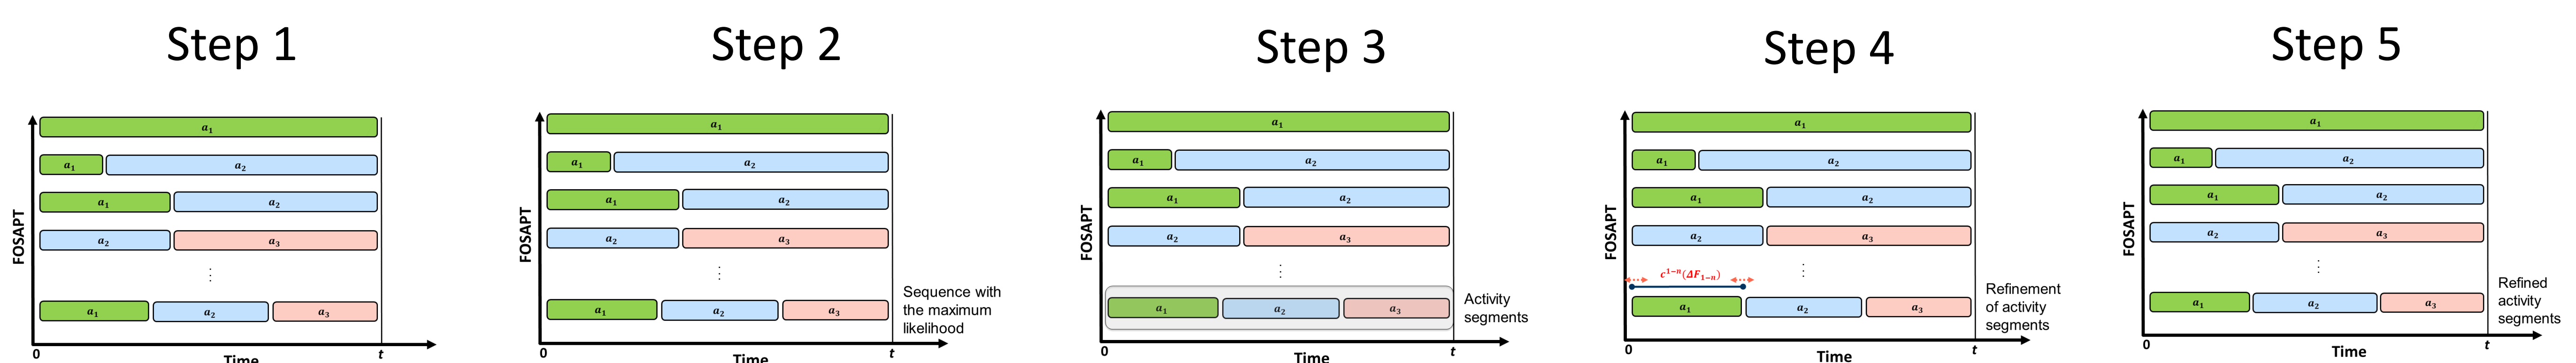 Step 1
Step 2
Step 3
Step 4
Step 5
FOSAPT
a1
a1 a2
a1 a2
a2 a3
⋮
a1 a2 a3
0 Time t
FOSAPT
a1
a1 a2
a1 a2
a2 a3
⋮
a1 a2 a3
Sequence with
the maximum
likelihood
0 Time t
FOSAPT
a1
a1 a2
a1 a2
a2 a3
⋮
a1 a2 a3
Activity
segments
0 Time t
FOSAPT
a1
a1 a2
a1 a2
a2 a3
c^{1-n}(ΔF_{1-n}) ⋮
a1 a2 a3
Refinement
of activity
segments
0 Time t
FOSAPT
a1
a1 a2
a1 a2
a2 a3
⋮
a1 a2 a3
Refined
activity
segments
0 Time t